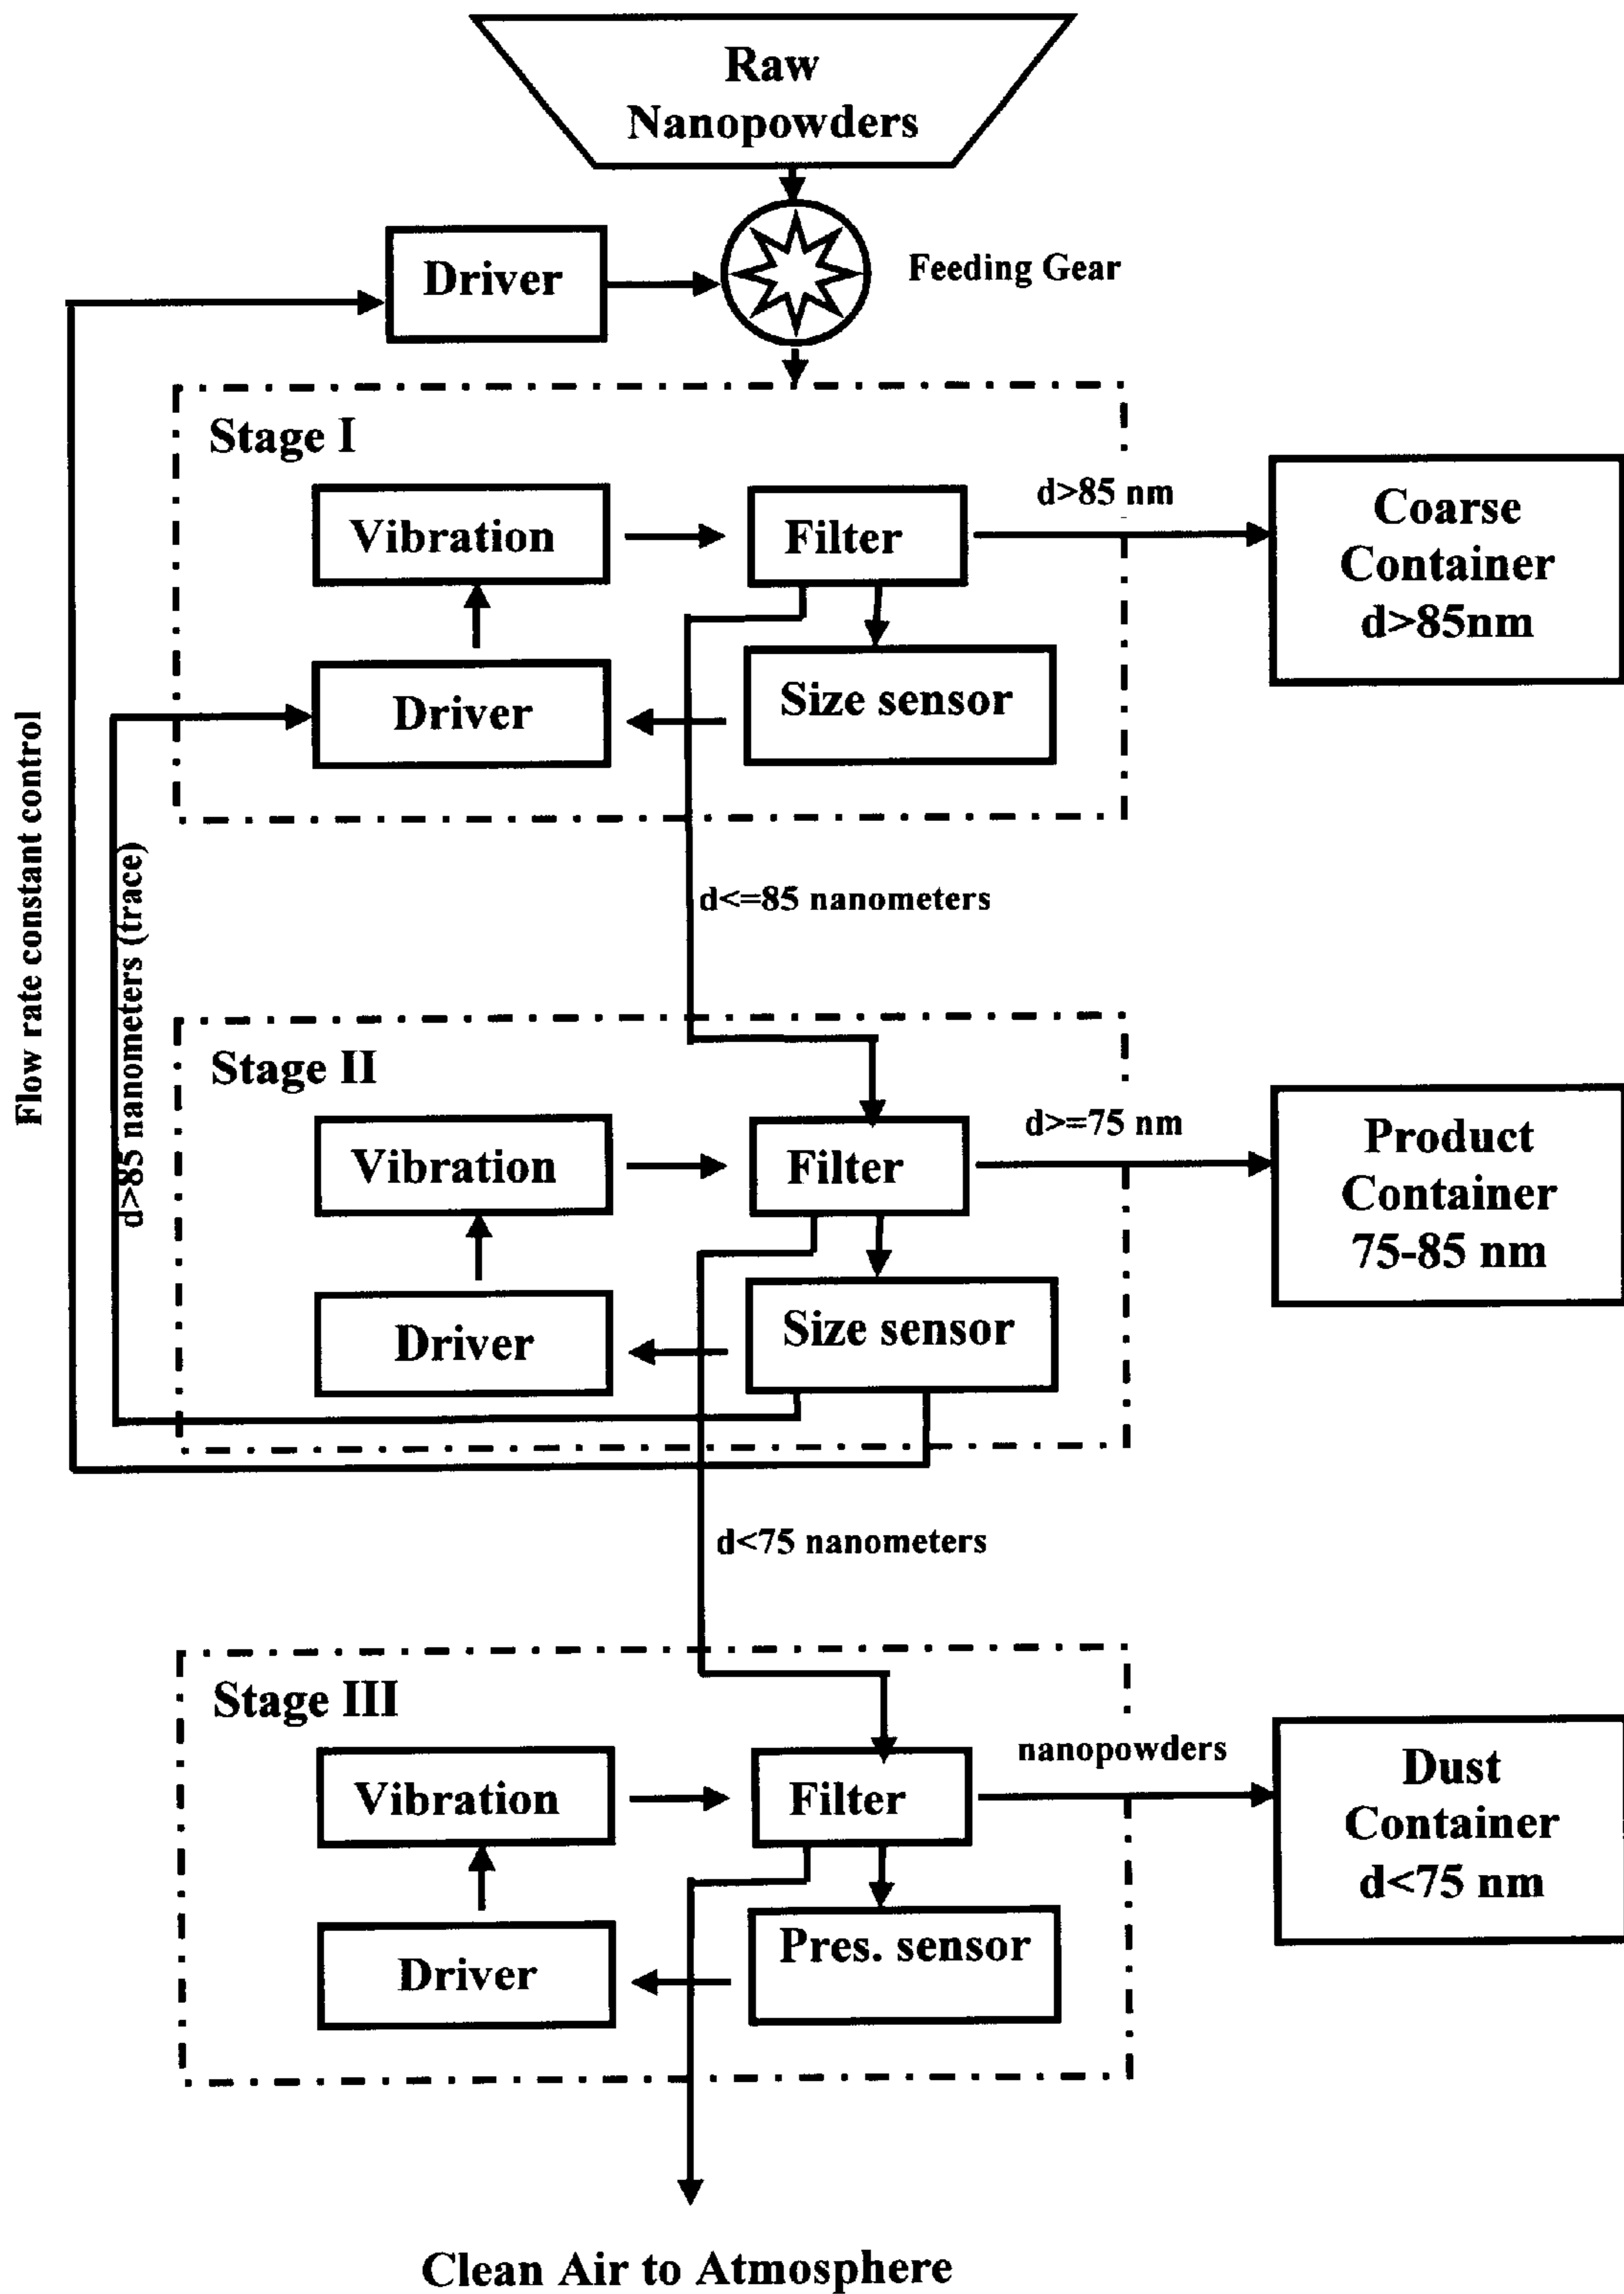 Raw
Nanopowders
Driver
Feeding Gear
Stage I
Vibration
Filter
d>85 nm
Coarse
Container
d>85nm
Driver
Size sensor
Flow rate constant control
d>85 nanometers (trace)
d<=85 nanometers
Stage II
Vibration
Filter
d>=75 nm
Product
Container
75-85 nm
Driver
Size sensor
d<75 nanometers
Stage III
Vibration
Filter
nanopowders
Dust
Container
d<75 nm
Driver
Pres. sensor
Clean Air to Atmosphere